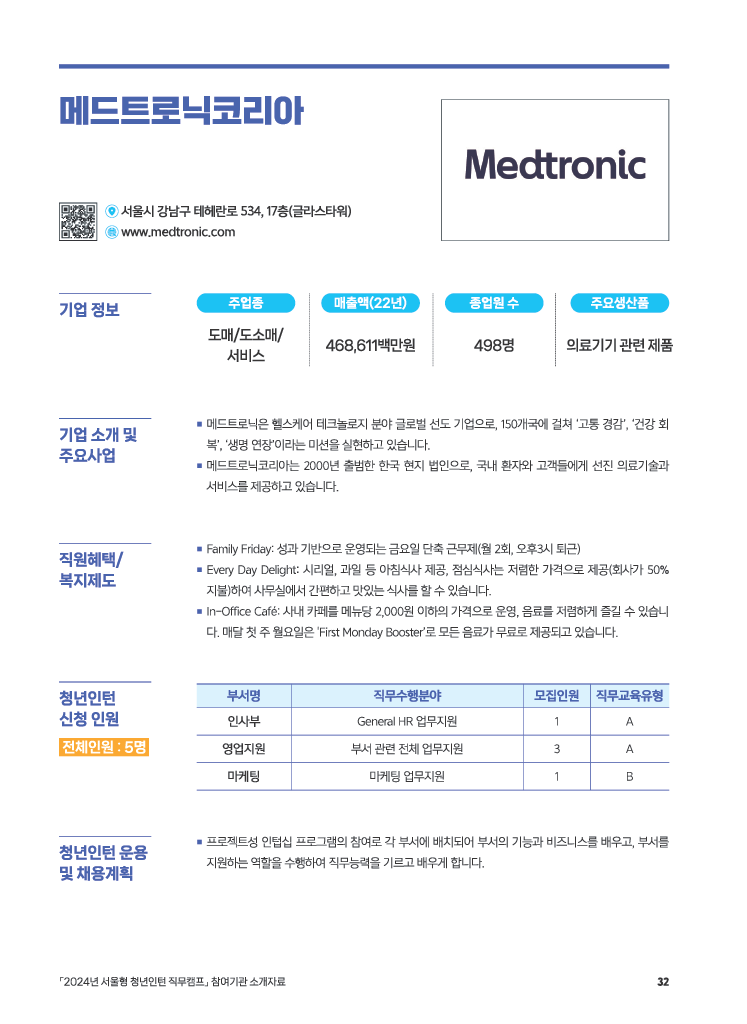 메드트로닉코리아
Medtronic
서울시 강남구 테헤란로 534, 17층(글라스타워)
www.medtronic.com
기업 정보
주업종
매출액(22년)
종업원 수
주요생산품
도매/도소매/
서비스
468,611백만원
498명
의료기기 관련 제품
기업 소개 및
주요사업
■ 메드트로닉은 헬스케어 테크놀로지 분야 글로벌 선도 기업으로, 150개국에 걸쳐 ‘고통 경감’, ‘건강 회
복’, ‘생명 연장’이라는 미션을 실현하고 있습니다.
■ 메드트로닉코리아는 2000년 출범한 한국 현지 법인으로, 국내 환자와 고객들에게 선진 의료기술과
서비스를 제공하고 있습니다.
직원혜택/
복지제도
■ Family Friday: 성과 기반으로 운영되는 금요일 단축 근무제(월 2회, 오후3시 퇴근)
■ Every Day Delight: 시리얼, 과일 등 아침식사 제공, 점심식사는 저렴한 가격으로 제공(회사가 50%
지불)하여 사무실에서 간편하고 맛있는 식사를 할 수 있습니다.
■ In-Office Café: 사내 카페를 메뉴당 2,000원 이하의 가격으로 운영, 음료를 저렴하게 즐길 수 있습니
다. 매달 첫 주 월요일은 ‘First Monday Booster’로 모든 음료가 무료로 제공되고 있습니다.
청년인턴
신청 인원
전체인원 : 5명
부서명 직무수행분야 모집인원 직무교육유형
인사부 General HR 업무지원 1 A
영업지원 부서 관련 전체 업무지원 3 A
마케팅 마케팅 업무지원 1 B
청년인턴 운용
및 채용계획
■ 프로젝트성 인텁십 프로그램의 참여로 각 부서에 배치되어 부서의 기능과 비즈니스를 배우고, 부서를
지원하는 역할을 수행하여 직무능력을 기르고 배우게 합니다.
「2024년 서울형 청년인턴 직무캠프」 참여기관 소개자료
32